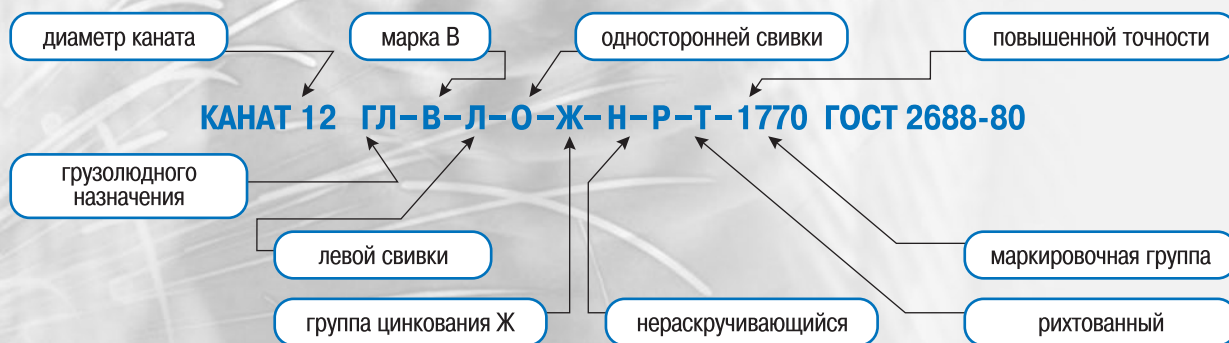 диаметр каната
марка В
односторонней свивки
повышенной точности
КАНАТ 12 ГЛ–В–Л–О–Ж–Н–Р–Т–1770 ГОСТ 2688-80
грузолюдного
назначения
левой свивки
маркировочная группа
группа цинкования Ж
нераскручивающийся
рихтованный